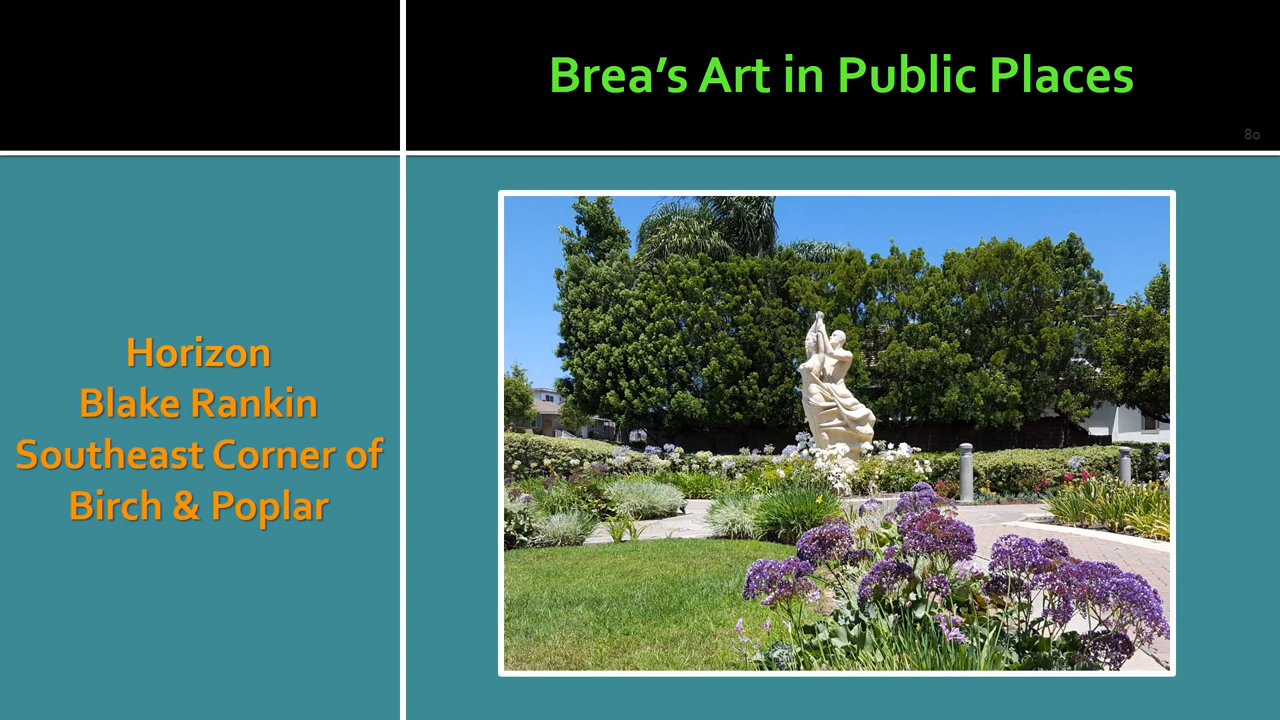 Brea’s Art in Public Places
80
Horizon
Blake Rankin
Southeast Corner of
Birch & Poplar